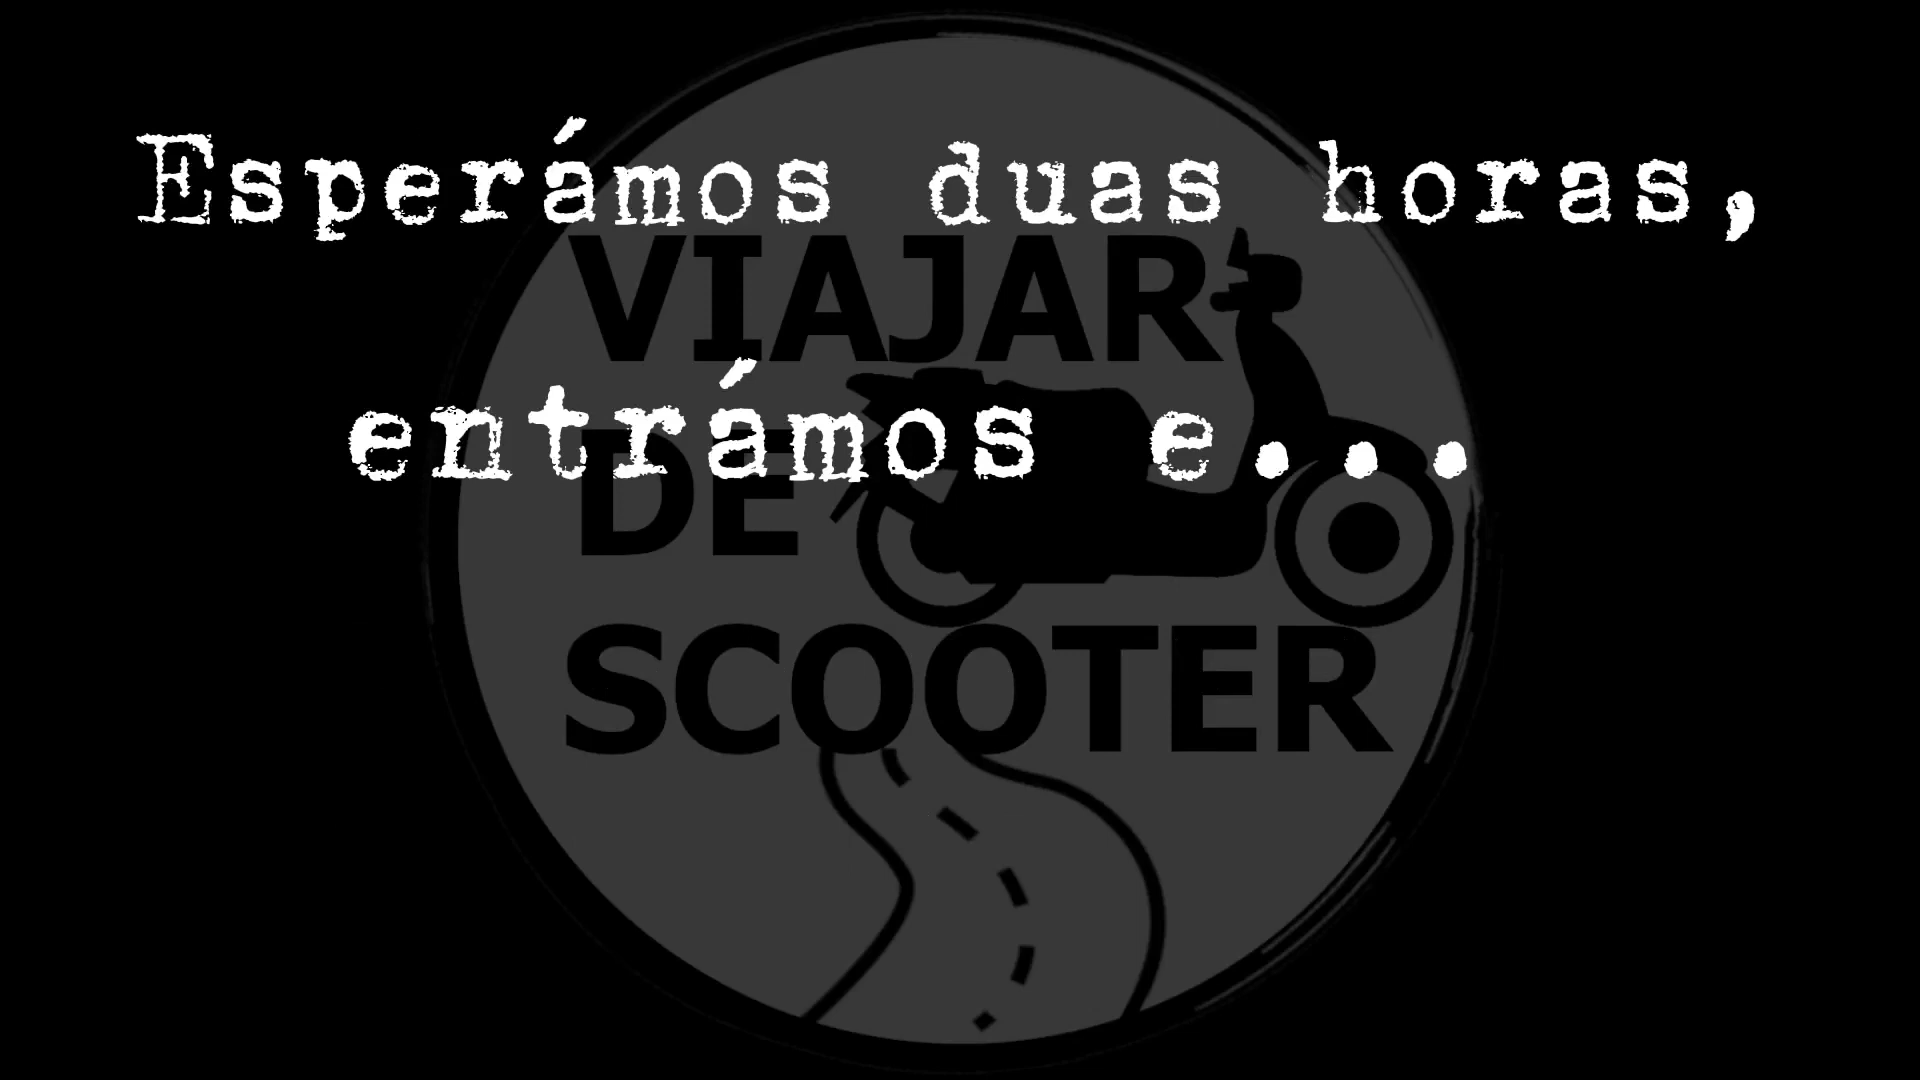 Esperámos duas horas,
VIAJAR
entrámos e...
DE
SCOOTER